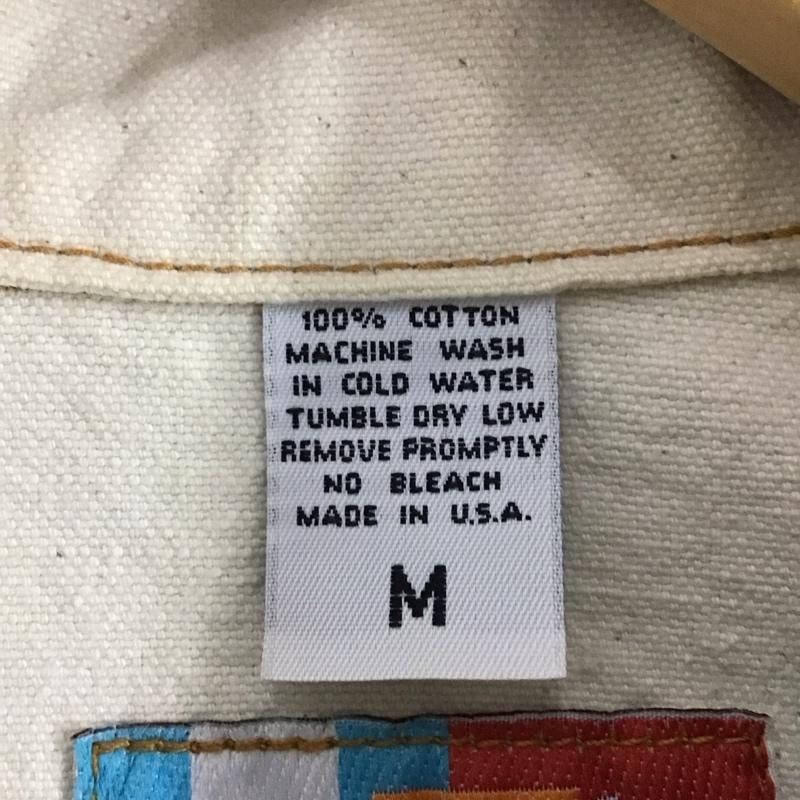 100% COTTON
MACHINE WASH
IN COLD WATER
TUMBLE DRY LOW
REMOVE PROMPTLY
NO BLEACH
MADE IN U.S.A.
M